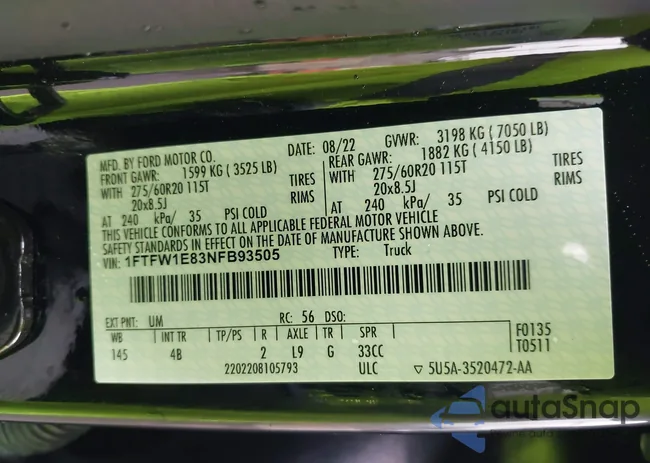 MFD. BY FORD MOTOR CO.
DATE: 08/22 GVWR: 3198 KG ( 7050 LB)
FRONT GAWR: 1599 KG ( 3525 LB) REAR GAWR: 1882 KG ( 4150 LB)
WITH 275/60R20 115T TIRES WITH 275/60R20 115T TIRES
20x8.5J RIMS 20x8.5J RIMS
AT 240 kPa/ 35 PSI COLD AT 240 kPa/ 35 PSI COLD
THIS VEHICLE CONFORMS TO ALL APPLICABLE FEDERAL MOTOR VEHICLE
SAFETY STANDARDS IN EFFECT ON THE DATE OF MANUFACTURE SHOWN ABOVE.
VIN: 1FTFW1E83NFB93505 TYPE: Truck
EXT PNT: UM RC: 56 DSO:
WB INT TR TP/PS R AXLE TR SPR F0135
145 4B 2 L9 G 33CC T0511
2202208105793 ULC ▽ 5U5A-3520472-AA
autoSnap